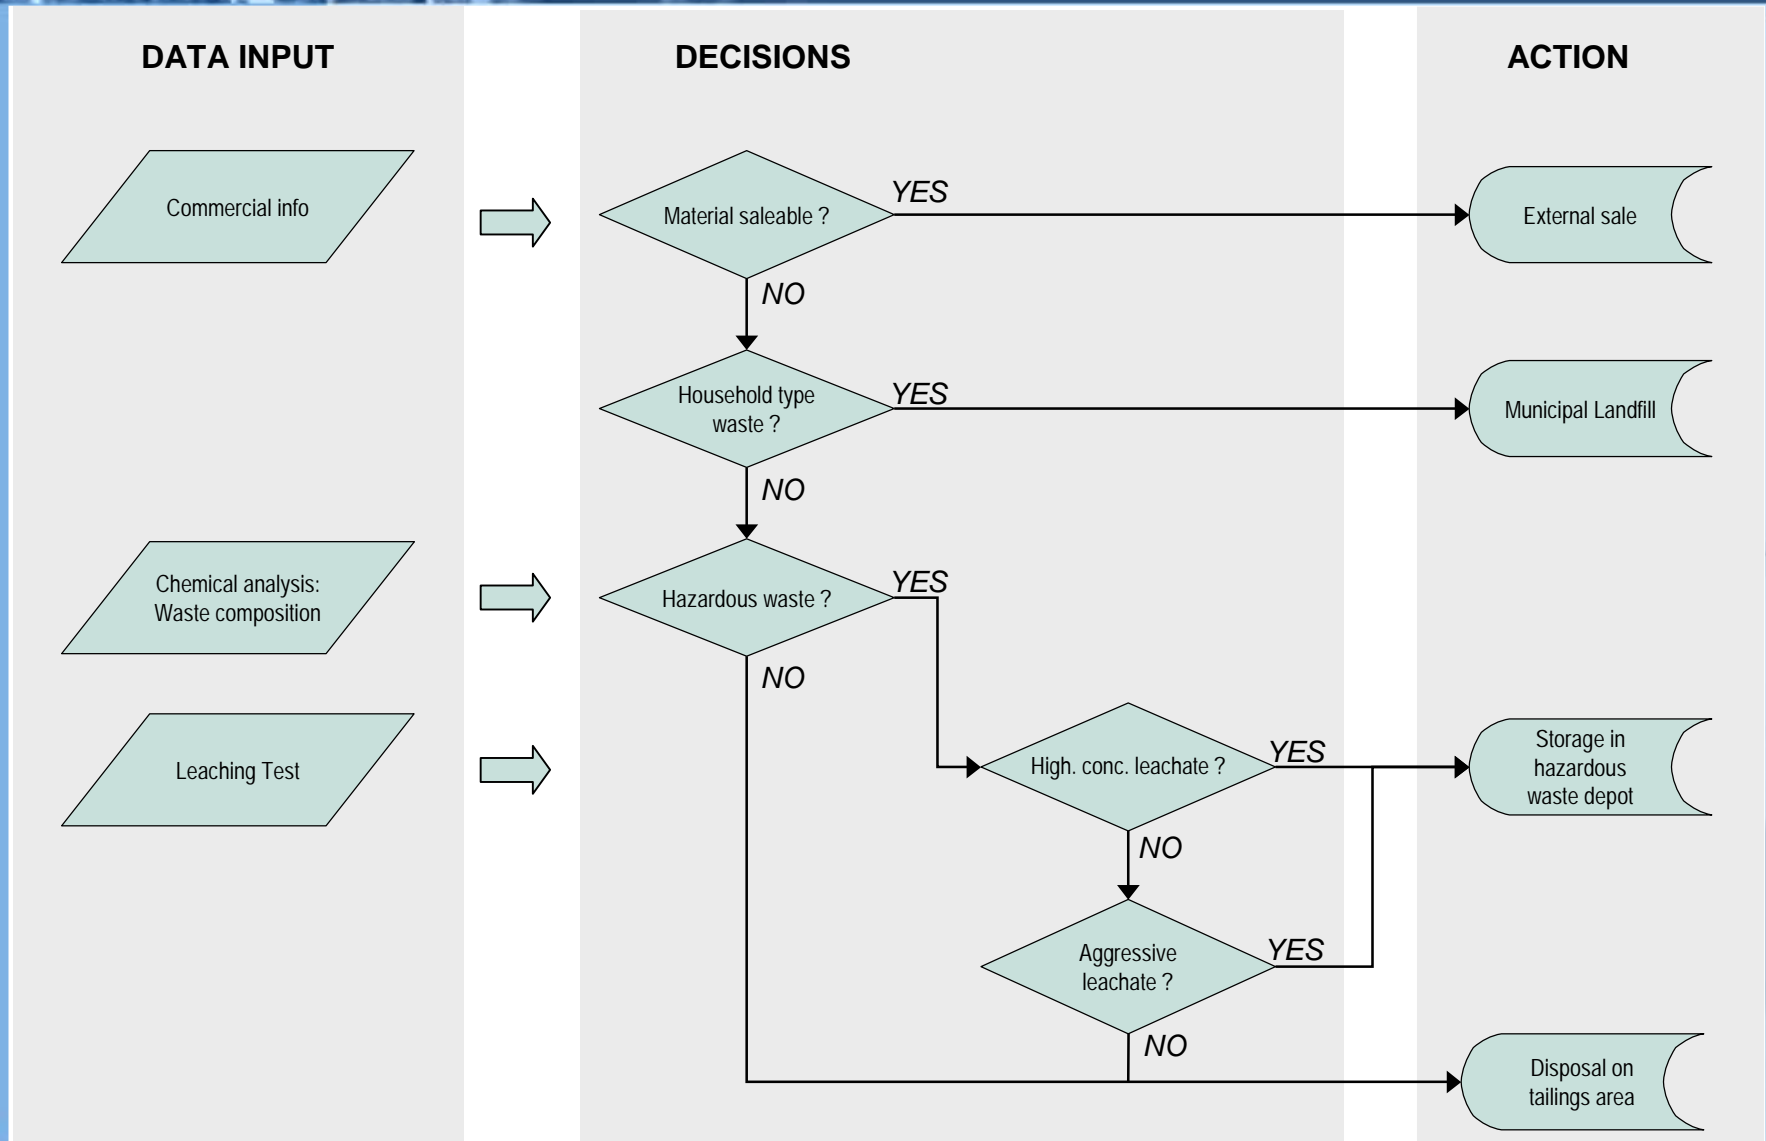 DATA INPUT
DECISIONS
ACTION
Commercial info
Material saleable ?
YES
External sale
NO
Household type
waste ?
YES
Municipal Landfill
NO
Chemical analysis:
Waste composition
Hazardous waste ?
YES
NO
Leaching Test
High. conc. leachate ?
YES
Storage in
hazardous
waste depot
NO
Aggressive
leachate ?
YES
NO
Disposal on
tailings area